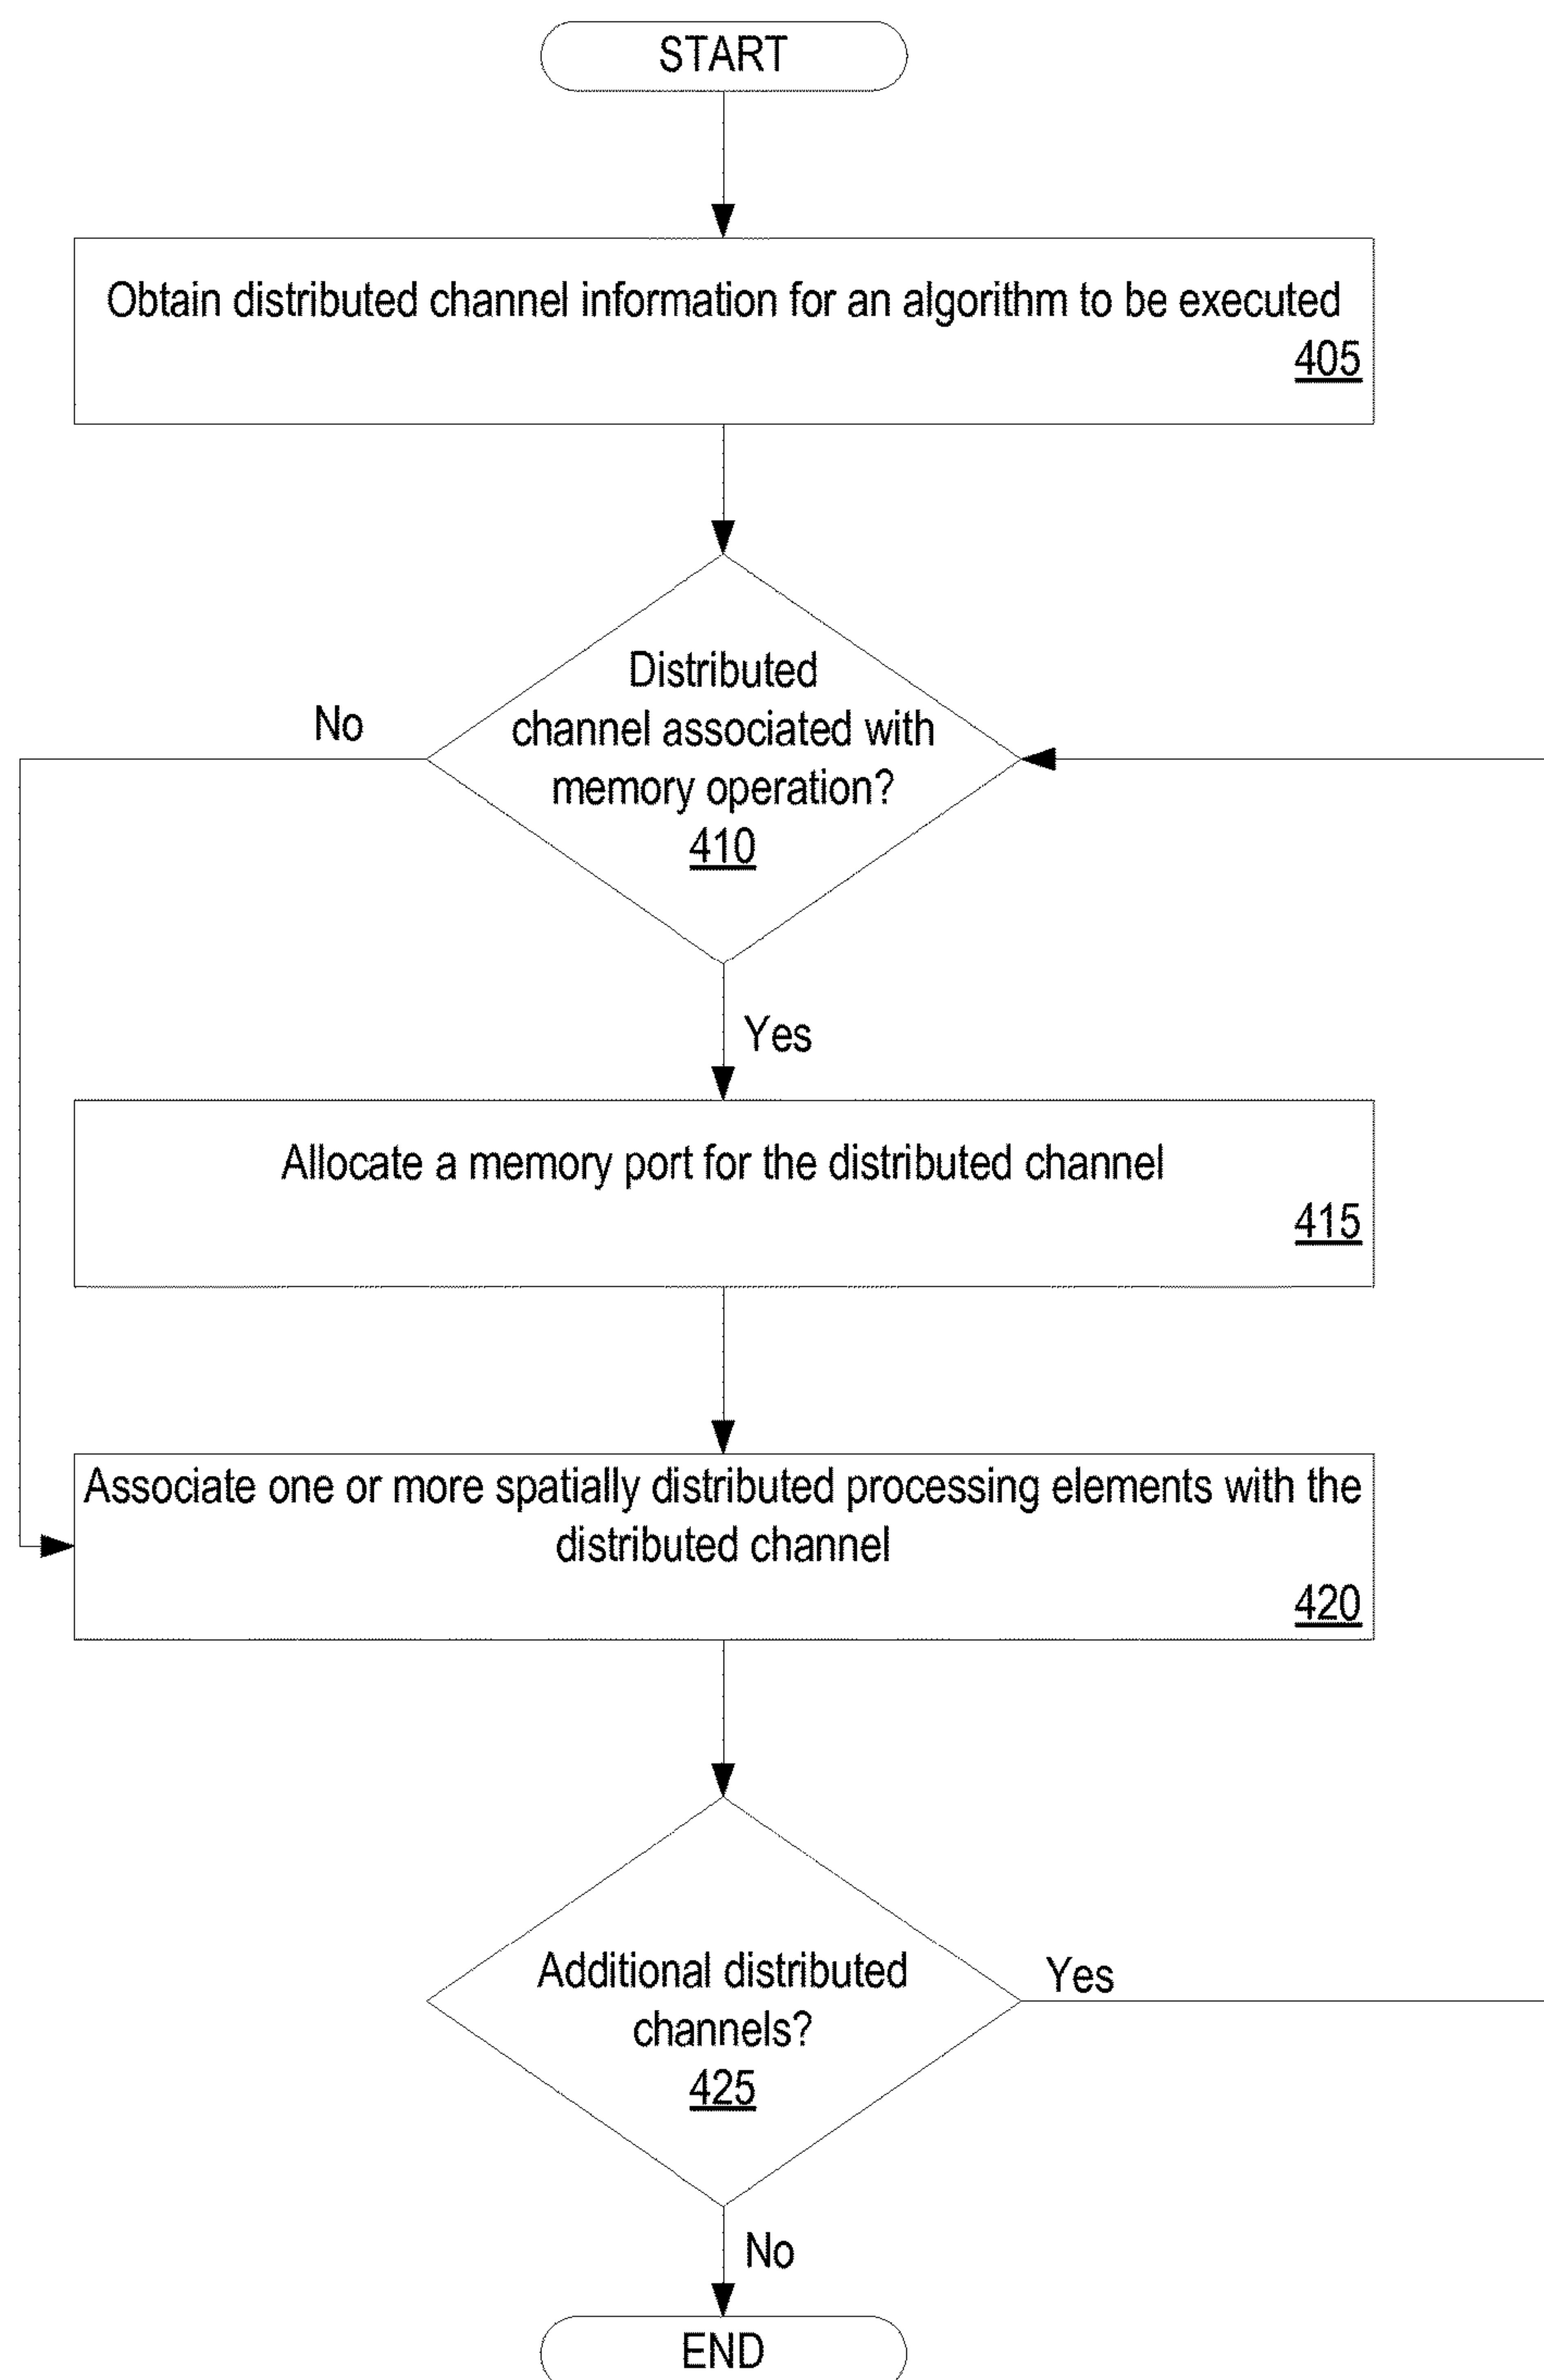 START
Obtain distributed channel information for an algorithm to be executed
405
Distributed
channel associated with
memory operation?
410
No
Yes
Allocate a memory port for the distributed channel
415
Associate one or more spatially distributed processing elements with the
distributed channel
420
Additional distributed
channels?
425
Yes
No
END